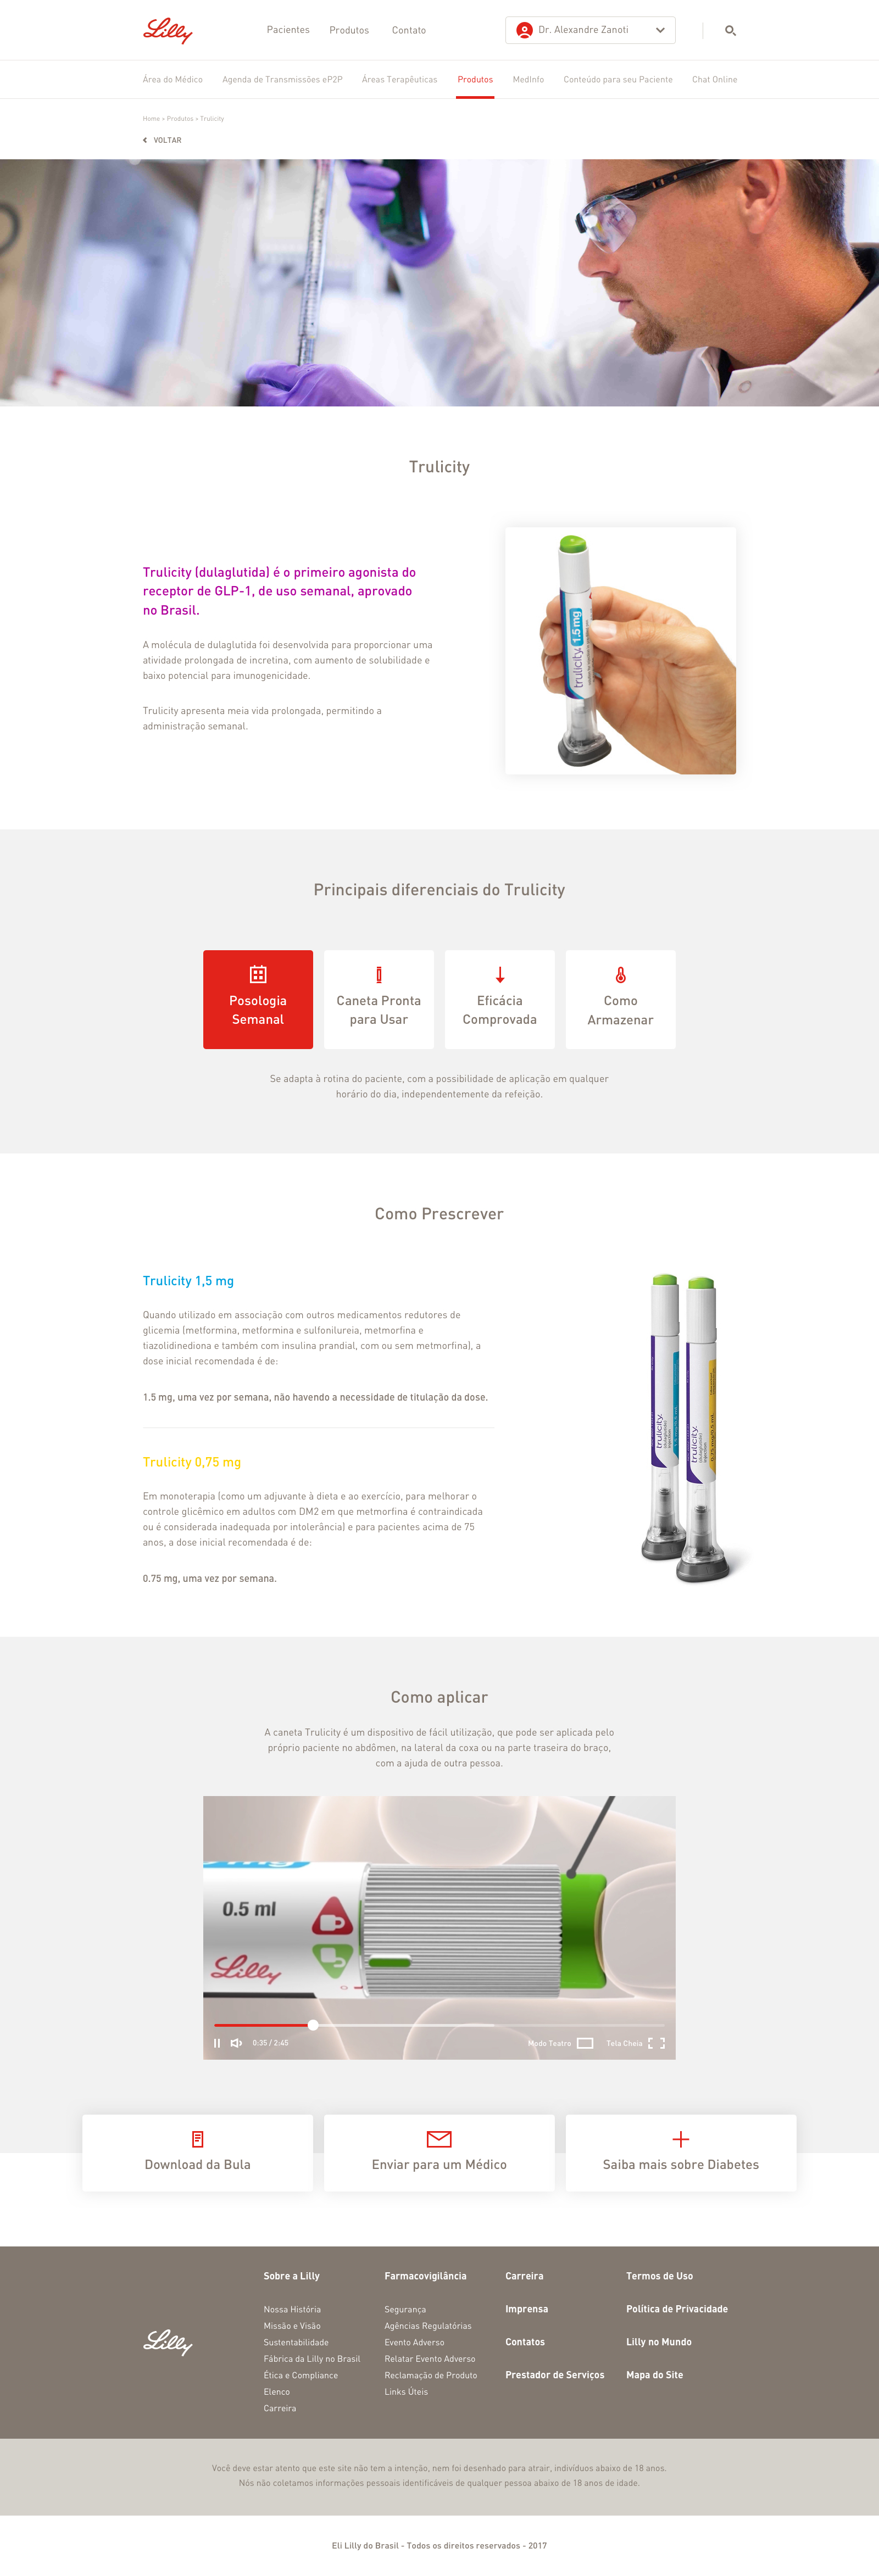 Lilly
Pacientes Produtos Contato
Dr. Alexandre Zanoti
Área do Médico Agenda de Transmissões eP2P Áreas Terapêuticas Produtos MedInfo Conteúdo para seu Paciente Chat Online
Home > Produtos > Trulicity
VOLTAR
Trulicity
Trulicity (dulaglutida) é o primeiro agonista do
receptor de GLP-1, de uso semanal, aprovado
no Brasil.
A molécula de dulaglutida foi desenvolvida para proporcionar uma
atividade prolongada de incretina, com aumento de solubilidade e
baixo potencial para imunogenicidade.
Trulicity apresenta meia vida prolongada, permitindo a
administração semanal.
trulicity. 1.5 mg
Principais diferenciais do Trulicity
Posologia
Semanal
Caneta Pronta
para Usar
Eficácia
Comprovada
Como
Armazenar
Se adapta à rotina do paciente, com a possibilidade de aplicação em qualquer
horário do dia, independentemente da refeição.
Como Prescrever
Trulicity 1,5 mg
Quando utilizado em associação com outros medicamentos redutores de
glicemia (metformina, metformina e sulfonilureia, metmorfina e
tiazolidinediona e também com insulina prandial, com ou sem metmorfina), a
dose inicial recomendada é de:
1.5 mg, uma vez por semana, não havendo a necessidade de titulação da dose.
Trulicity 0,75 mg
Em monoterapia (como um adjuvante à dieta e ao exercício, para melhorar o
controle glicêmico em adultos com DM2 em que metmorfina é contraindicada
ou é considerada inadequada por intolerância) e para pacientes acima de 75
anos, a dose inicial recomendada é de:
0.75 mg, uma vez por semana.
trulicity.
trulicity.
Como aplicar
A caneta Trulicity é um dispositivo de fácil utilização, que pode ser aplicada pelo
próprio paciente no abdômen, na lateral da coxa ou na parte traseira do braço,
com a ajuda de outra pessoa.
0.5 ml
Lilly
0:35 / 2:45
Modo Teatro
Tela Cheia
Download da Bula
Enviar para um Médico
Saiba mais sobre Diabetes
Lilly
Sobre a Lilly
Nossa História
Missão e Visão
Sustentabilidade
Fábrica da Lilly no Brasil
Ética e Compliance
Elenco
Carreira
Farmacovigilância
Segurança
Agências Regulatórias
Evento Adverso
Relatar Evento Adverso
Reclamação de Produto
Links Úteis
Carreira
Imprensa
Contatos
Prestador de Serviços
Termos de Uso
Política de Privacidade
Lilly no Mundo
Mapa do Site
Você deve estar atento que este site não tem a intenção, nem foi desenhado para atrair, indivíduos abaixo de 18 anos.
Nós não coletamos informações pessoais identificáveis de qualquer pessoa abaixo de 18 anos de idade.
Eli Lilly do Brasil - Todos os direitos reservados - 2017